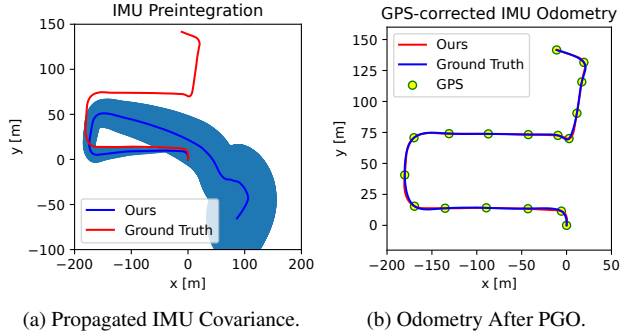 IMU Preintegration
150
100
50
0
−50
−100
−200
−100
0
100
200
y [m]
x [m]
Ours
Ground Truth
(a) Propagated IMU Covariance.
GPS-corrected IMU Odometry
150
125
100
75
50
25
0
−200
−150
−100
−50
0
50
y [m]
x [m]
Ours
Ground Truth
GPS
(b) Odometry After PGO.